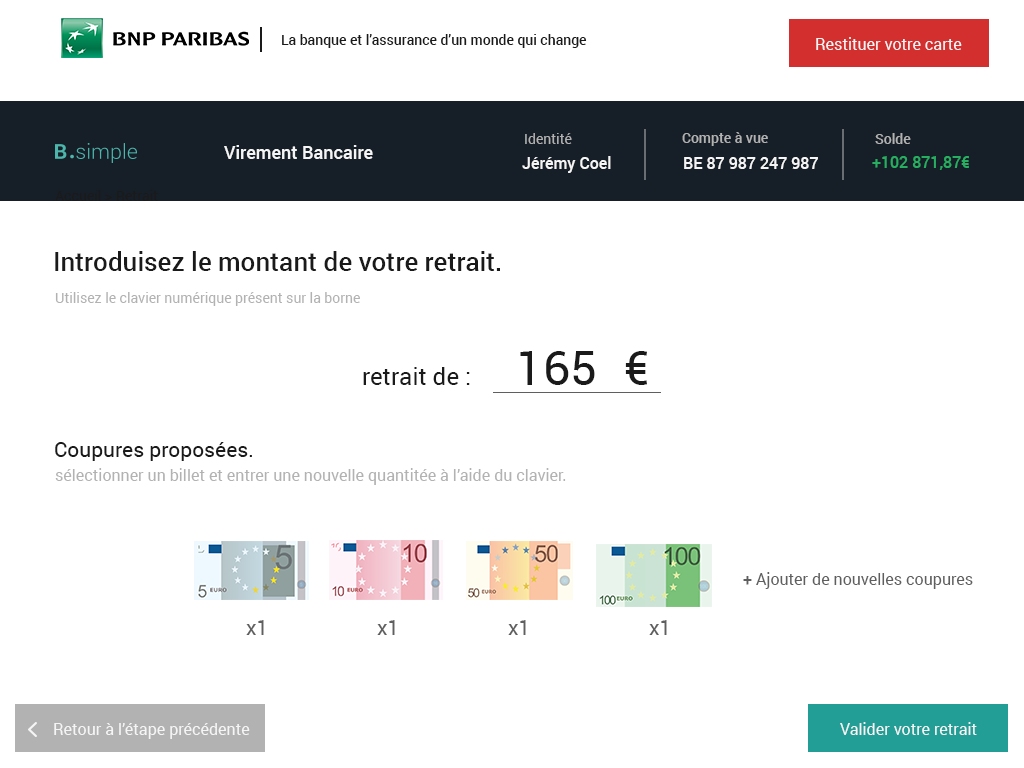 BNP PARIBAS
La banque et l'assurance d'un monde qui change
Restituer votre carte
B.simple
Virement Bancaire
Identité
Jérémy Coel
Compte à vue
BE 87 987 247 987
Solde
+102 871,87€
Introduisez le montant de votre retrait.
Utilisez le clavier numérique présent sur la borne
retrait de : 165 €
Coupures proposées.
sélectionner un billet et entrer une nouvelle quantitée à l'aide du clavier.
5
5 EURO
10
10 EURO
50
50 EURO
100
100 EURO
+ Ajouter de nouvelles coupures
x1
x1
x1
x1
Retour à l'étape précédente
Valider votre retrait